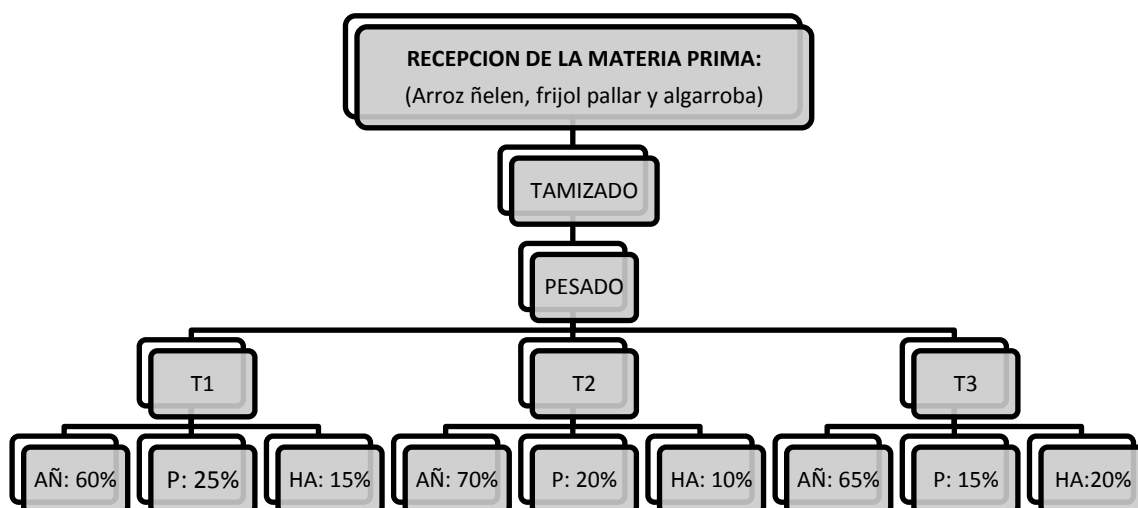 RECEPCION DE LA MATERIA PRIMA:
(Arroz ñelen, frijol pallar y algarroba)
TAMIZADO
PESADO
T1
T2
T3
AÑ: 60%
P: 25%
HA: 15%
AÑ: 70%
P: 20%
HA: 10%
AÑ: 65%
P: 15%
HA:20%